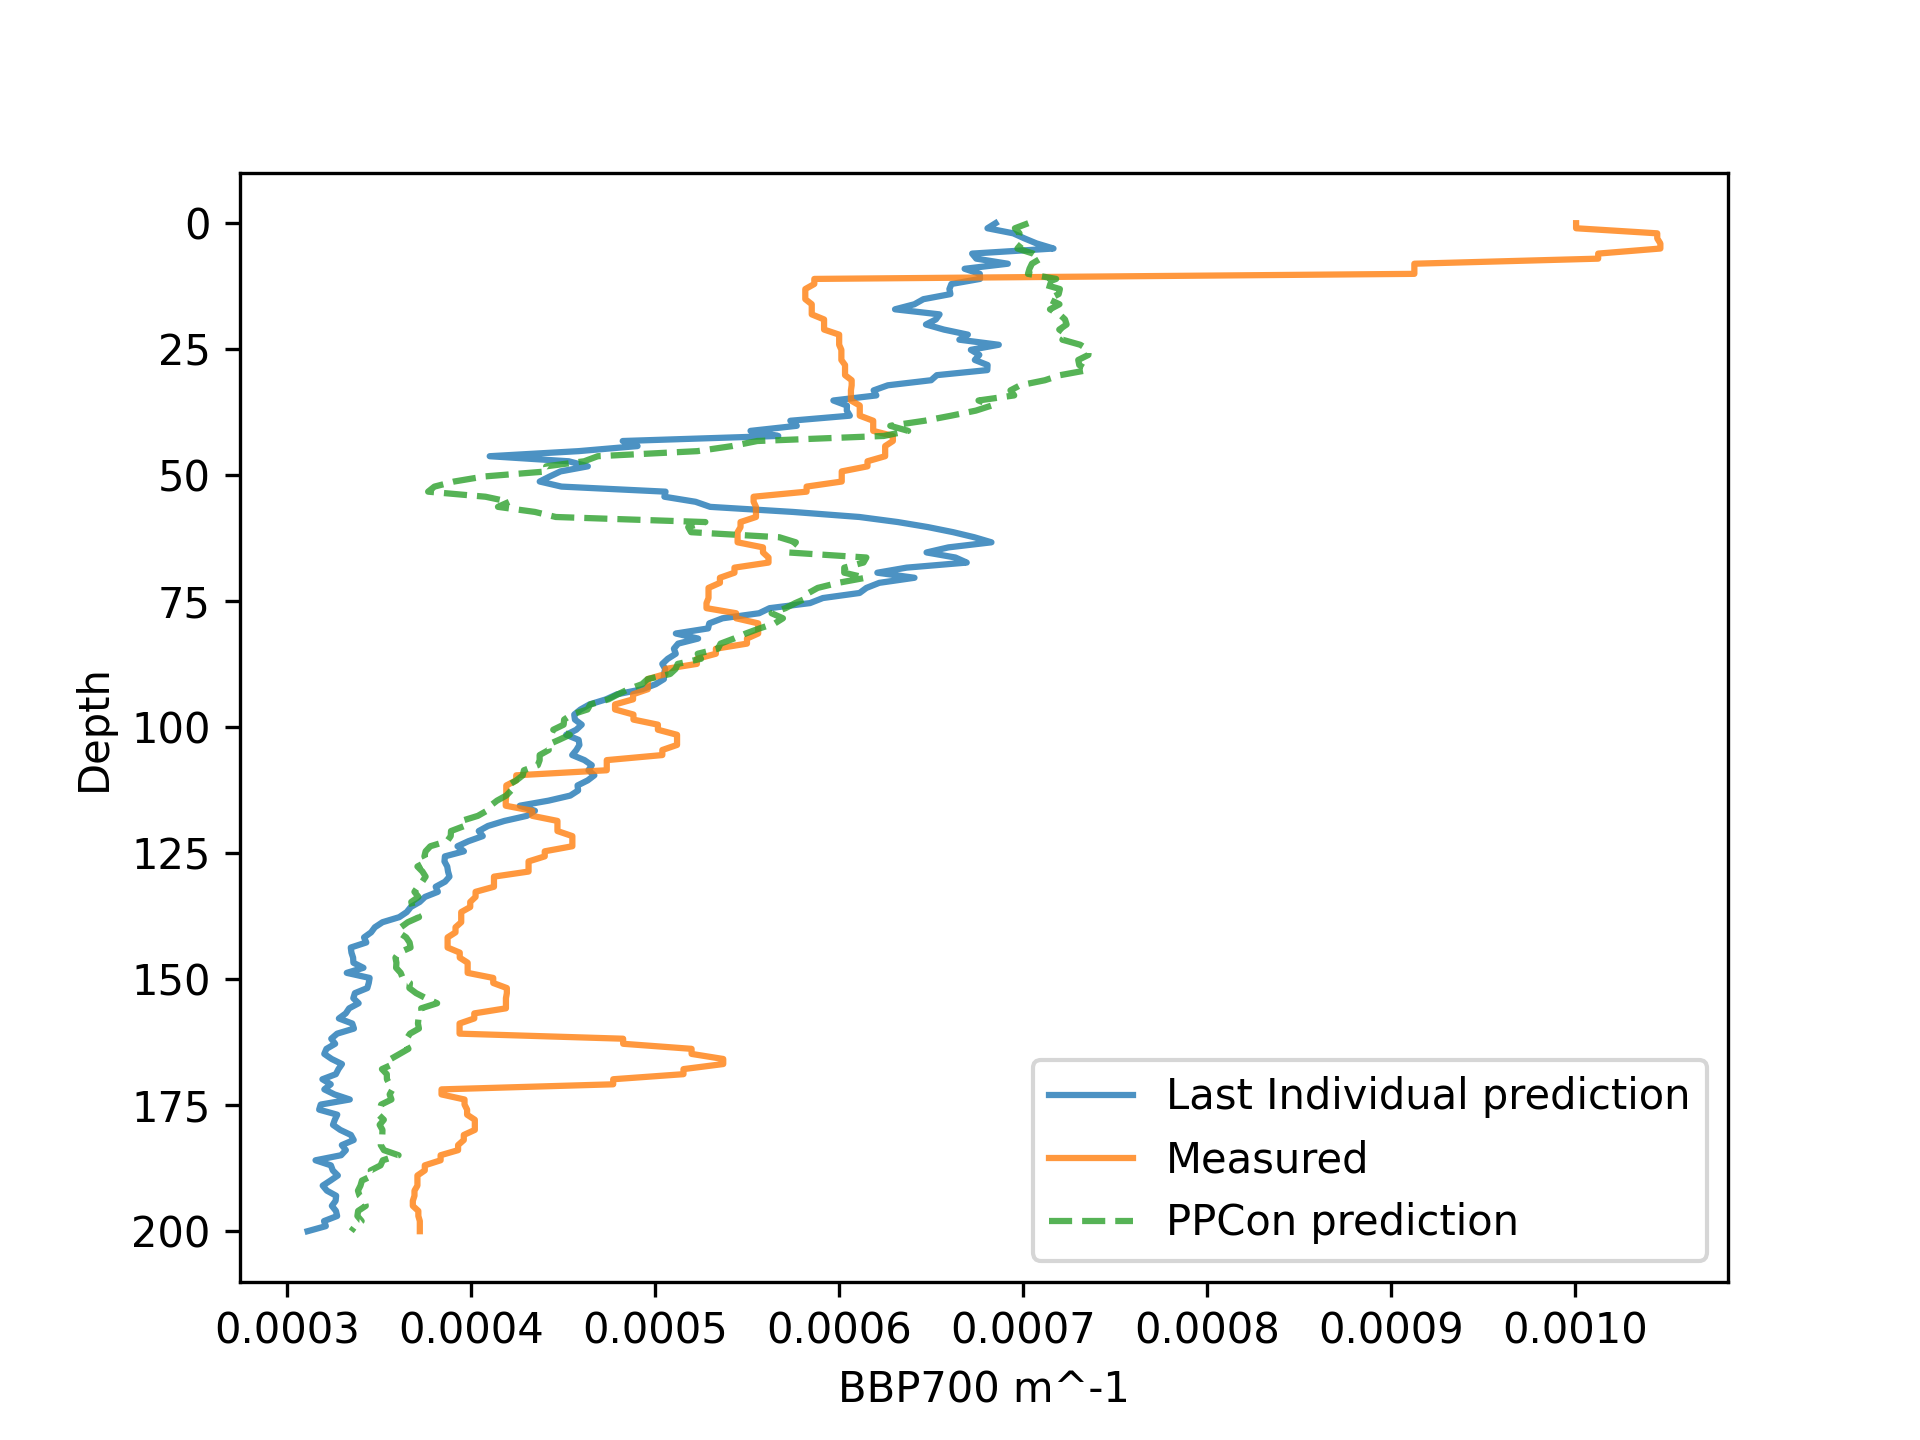 0
25
50
75
100
125
150
175
200
Depth
Last Individual prediction
Measured
PPCon prediction
0.0003 0.0004 0.0005 0.0006 0.0007 0.0008 0.0009 0.0010
BBP700 m^-1